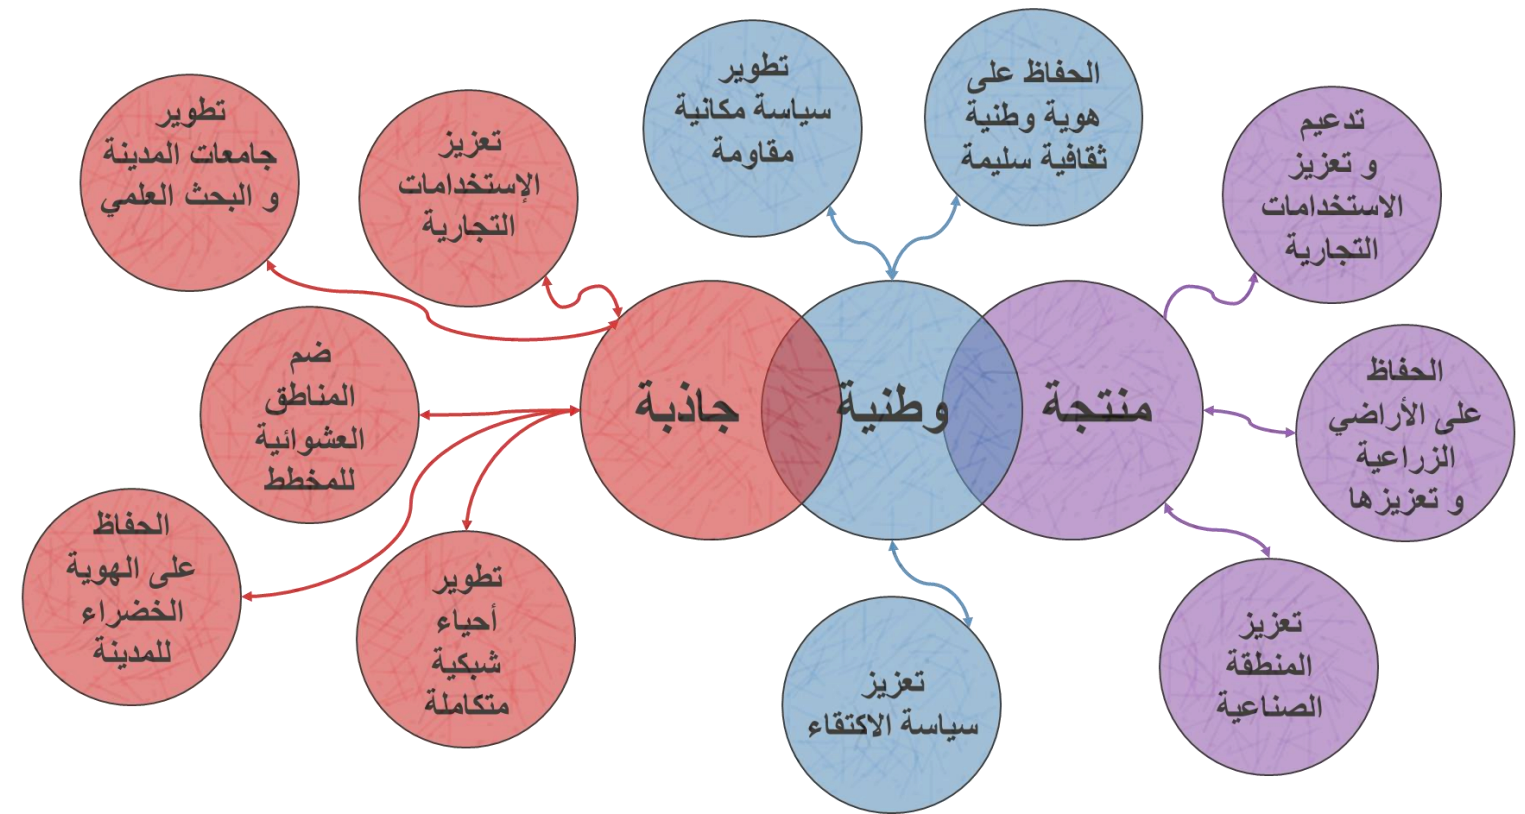 الحفاظ على
هوية وطنية
ثقافية سليمة
تطوير
سياسة مكانية
مقاومة
تدعيم
و تعزيز
الاستخدامات
التجارية
تعزيز
الإستخدامات
التجارية
تطوير
جامعات المدينة
و البحث العلمي
منتجة
وطنية
جاذبة
الحفاظ
على الأراضي
الزراعية
و تعزيزها
ضم
المناطق
العشوائية
للمخطط
تعزيز
المنطقة
الصناعية
تعزيز
سياسة الاكتقاء
تطوير
أحياء
شبكية
متكاملة
الحفاظ
على الهوية
الخضراء
للمدينة